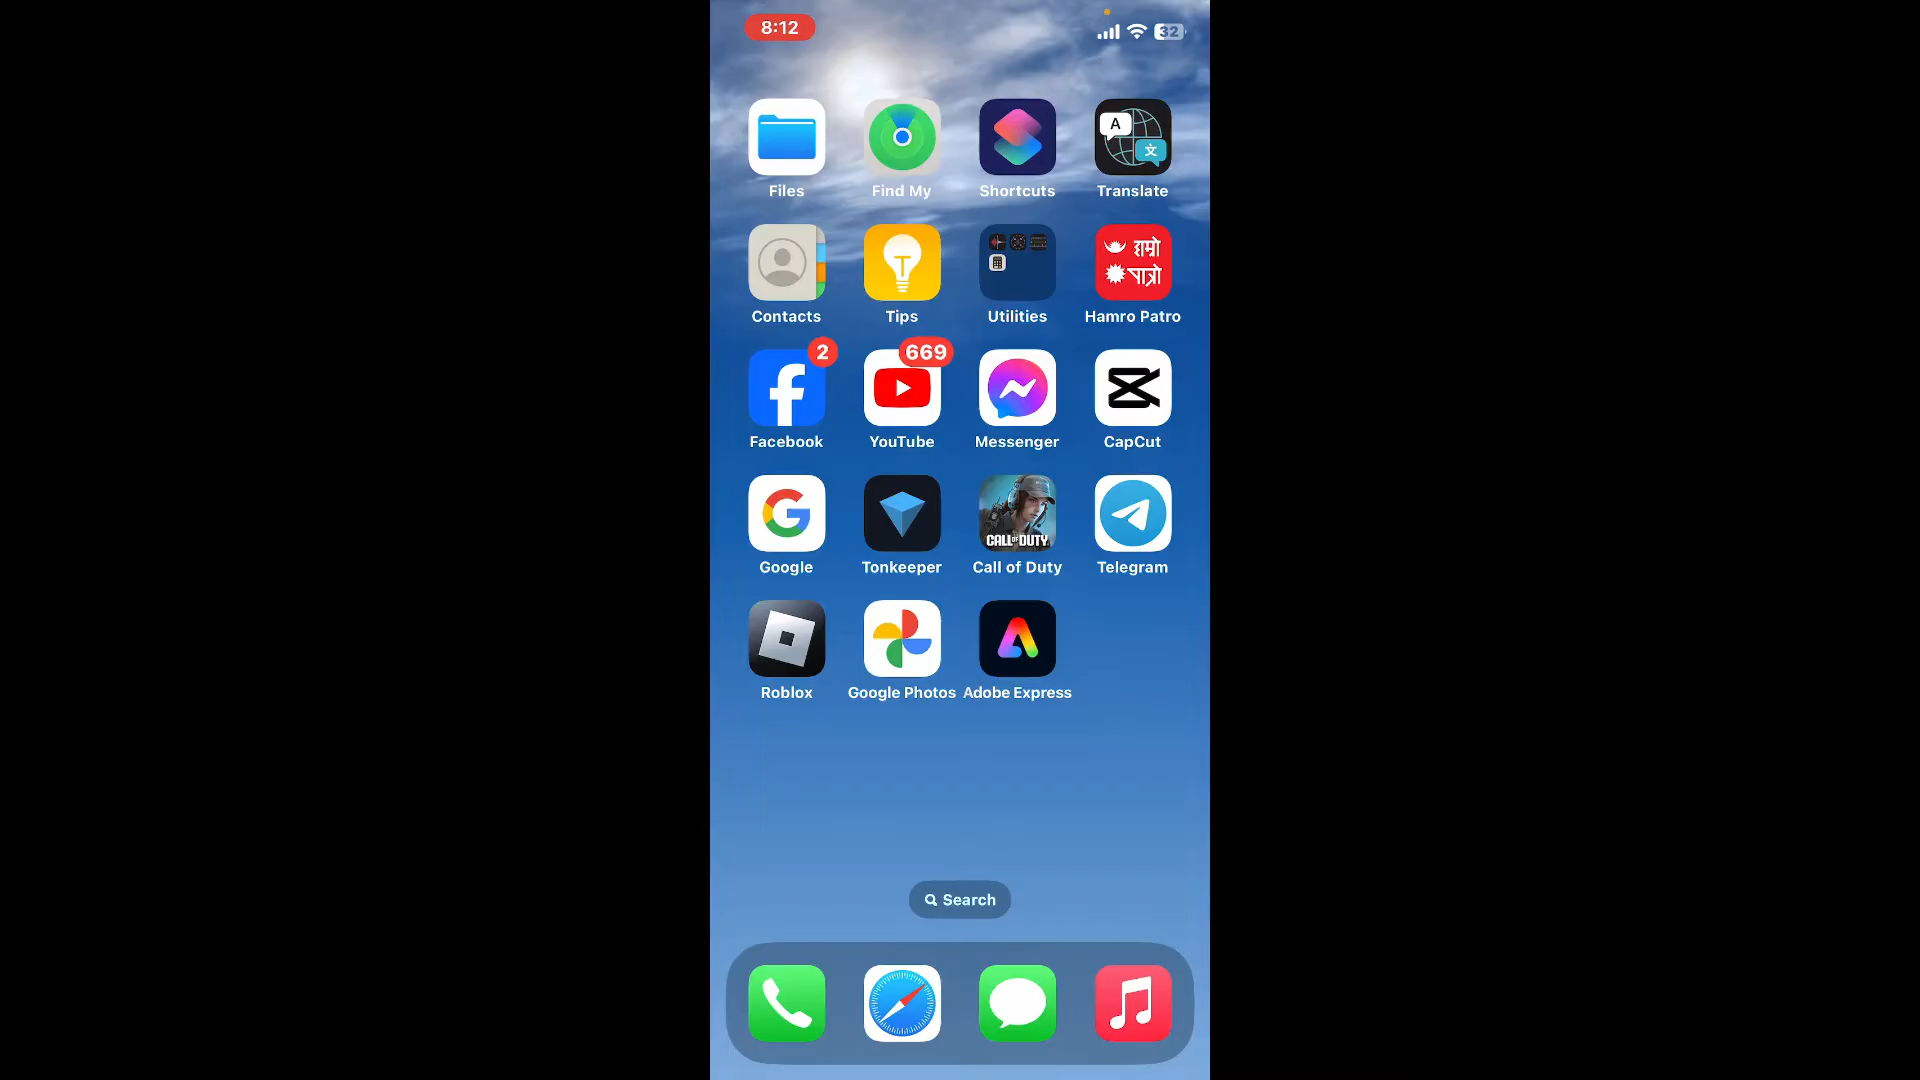 8:12
32
A
文
Files
Find My
Shortcuts
Translate
हाम्रो
पात्रो
Contacts
Tips
Utilities
Hamro Patro
2
669
Facebook
YouTube
Messenger
CapCut
CALL OF DUTY
Google
Tonkeeper
Call of Duty
Telegram
Roblox
Google Photos
Adobe Express
Search